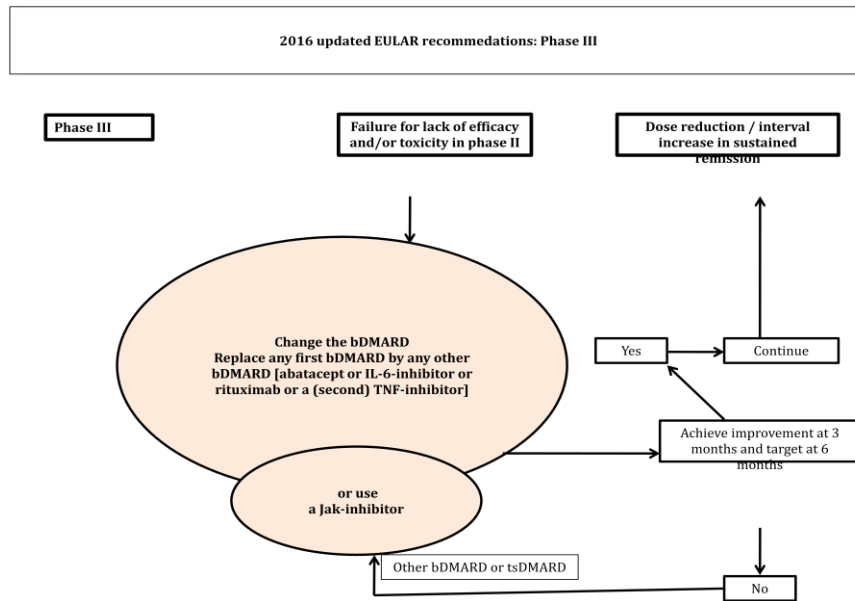 2016 updated EULAR recommedations: Phase III
Phase III
Failure for lack of efficacy
and/or toxicity in phase II
Dose reduction / interval
increase in sustained
remission
Change the bDMARD
Replace any first bDMARD by any other
bDMARD [abatacept or IL-6-inhibitor or
rituximab or a (second) TNF-inhibitor]
Yes
Continue
Achieve improvement at 3
months and target at 6
months
or use
a Jak-inhibitor
Other bDMARD or tsDMARD
No